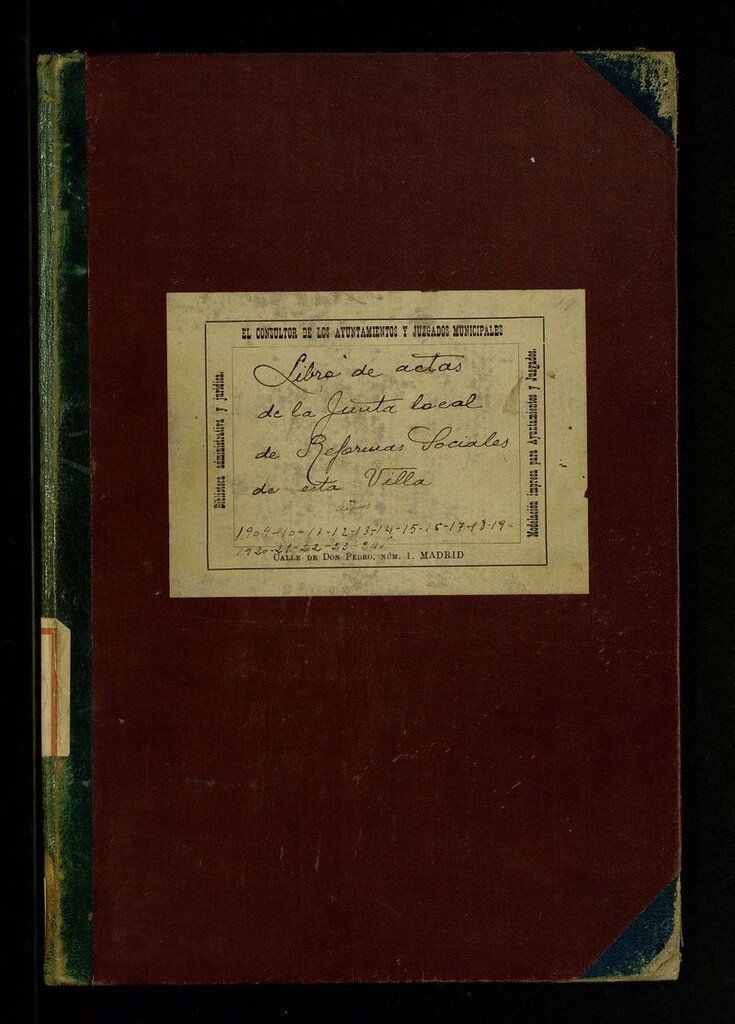 EL CONSULTOR DE LOS AYUNTAMIENTOS Y JUZGADOS MUNICIPALES
Biblioteca administrativa y jurídica.
Libro de actas
de la Junta local
de Reformas Sociales
de esta Villa
años
1909-10-11-12-13-14-15-16-17-18-19-
1920-21-22-23-24.
CALLE DE DON PEDRO, NÚM. 1, MADRID
Modelación impresa para Ayuntamientos y Juzgados.